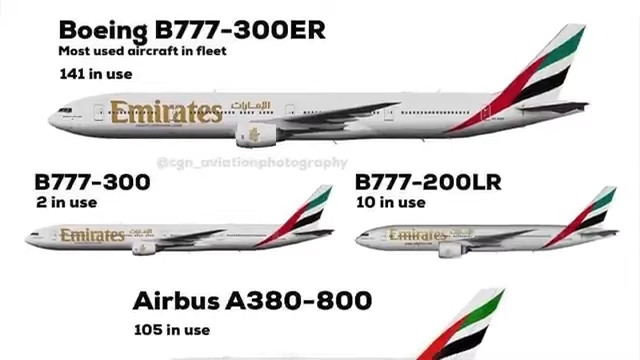 Boeing B777-300ER
Most used aircraft in fleet
141 in use
Emirates الإمارات
@cgn_aviationphotography
B777-300
2 in use
Emirates
B777-200LR
10 in use
Emirates
Airbus A380-800
105 in use